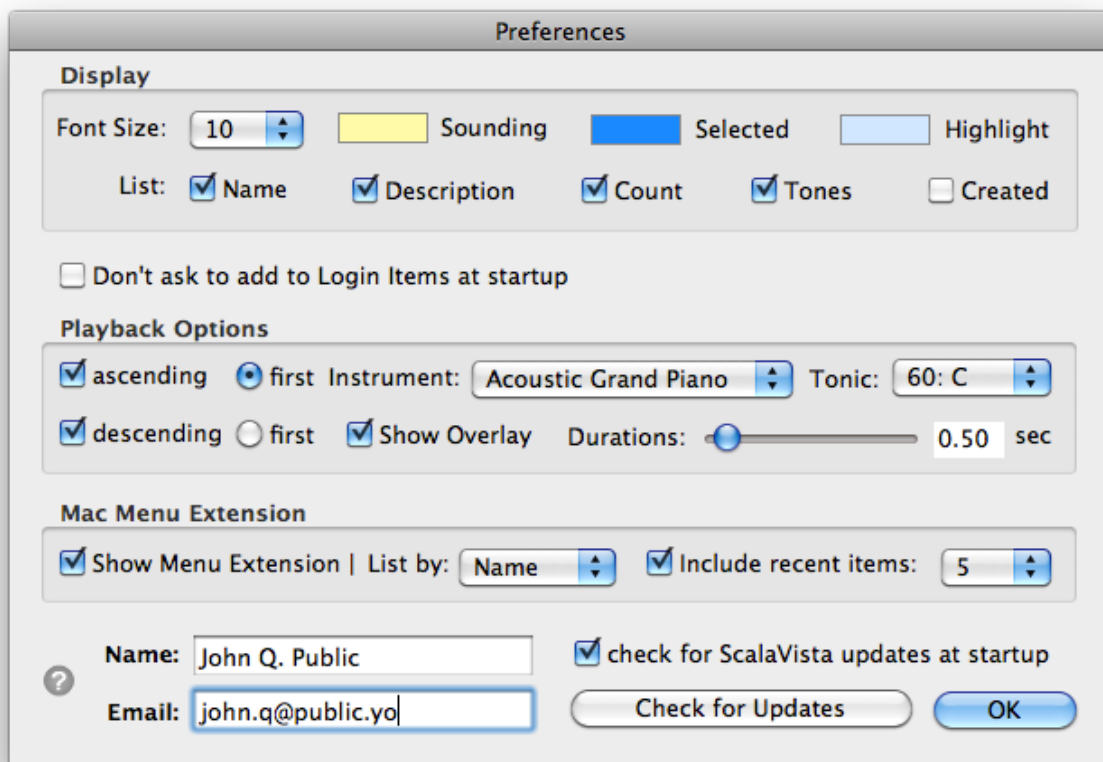 Preferences
Display
Font Size: 10 Sounding Selected Highlight
List: Name Description Count Tones Created
Don't ask to add to Login Items at startup
Playback Options
ascending first Instrument: Acoustic Grand Piano Tonic: 60: C
descending first Show Overlay Durations: 0.50 sec
Mac Menu Extension
Show Menu Extension | List by: Name Include recent items: 5
Name: John Q. Public check for ScalaVista updates at startup
? Email: john.q@public.yo Check for Updates OK